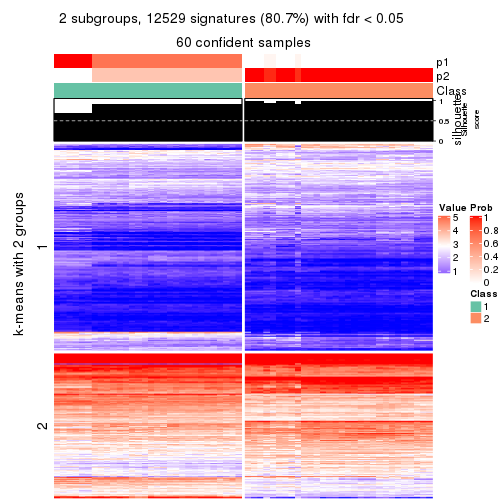 2 subgroups, 12529 signatures (80.7%) with fdr < 0.05
60 confident samples
p1
p2
Class
1
0.5
0
silhouette
Silhouette
score
k-means with 2 groups
1
2
Value
5
4
3
2
1
Prob
1
0.8
0.6
0.4
0.2
0
Class
1
2